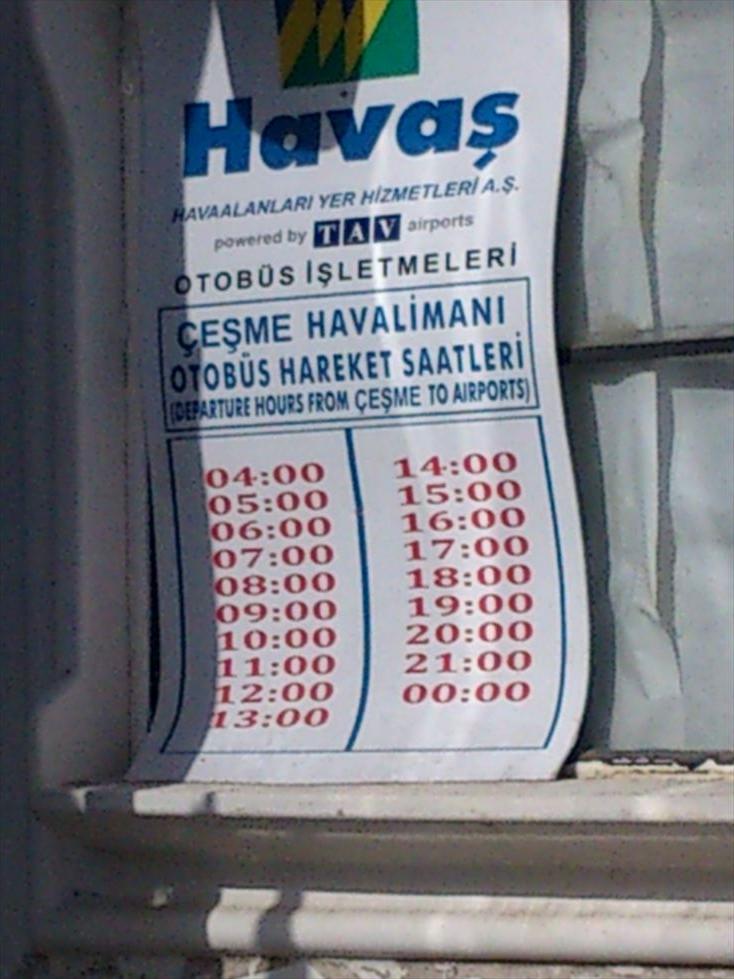 Havaş
HAVAALANLARI YER HİZMETLERİ A.Ş.
powered by TAV airports
OTOBÜS İŞLETMELERİ
ÇEŞME HAVALİMANI
OTOBÜS HAREKET SAATLERİ
(DEPARTURE HOURS FROM ÇEŞME TO AIRPORTS)
04:00
05:00
06:00
07:00
08:00
09:00
10:00
11:00
12:00
13:00
14:00
15:00
16:00
17:00
18:00
19:00
20:00
21:00
00:00